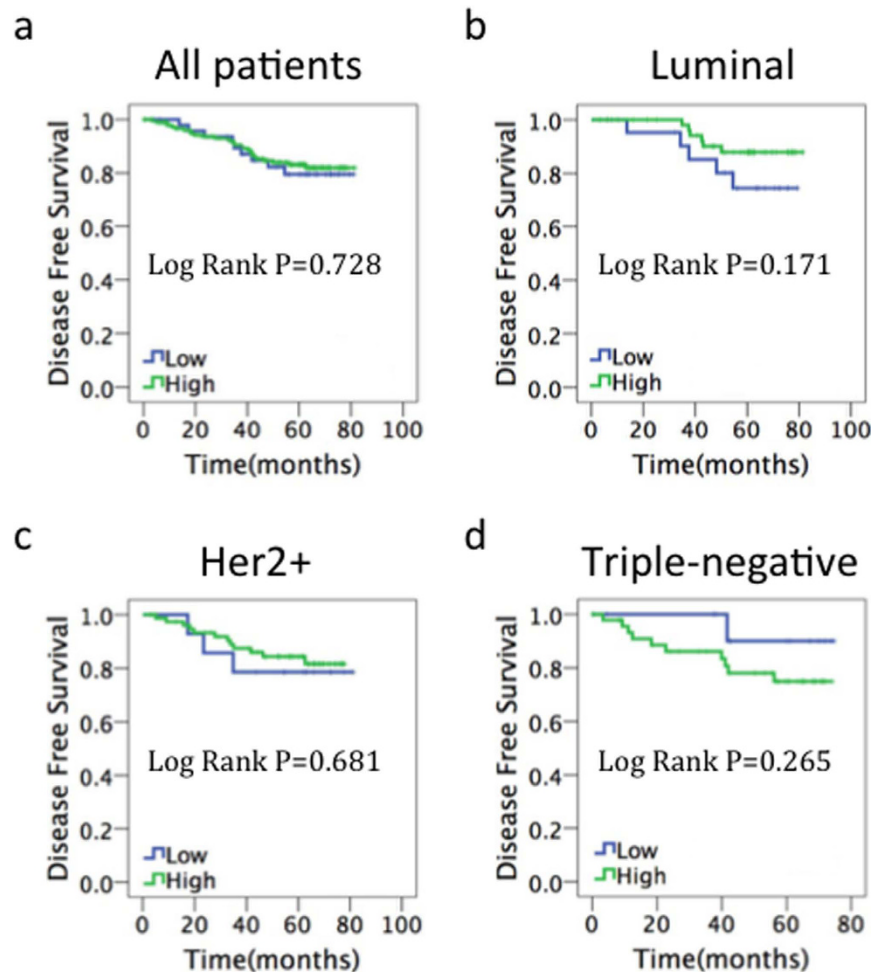 a
All patients
Disease Free Survival
1.0
0.8
0.6
0.4
0.2
0.0
Log Rank P=0.728
Low
High
0 20 40 60 80 100
Time(months)
b
Luminal
Disease Free Survival
1.0
0.8
0.6
0.4
0.2
0.0
Log Rank P=0.171
Low
High
0 20 40 60 80 100
Time(months)
c
Her2+
Disease Free Survival
1.0
0.8
0.6
0.4
0.2
0.0
Log Rank P=0.681
Low
High
0 20 40 60 80 100
Time(months)
d
Triple-negative
Disease Free Survival
1.0
0.8
0.6
0.4
0.2
0.0
Log Rank P=0.265
Low
High
0 20 40 60 80
Time(months)